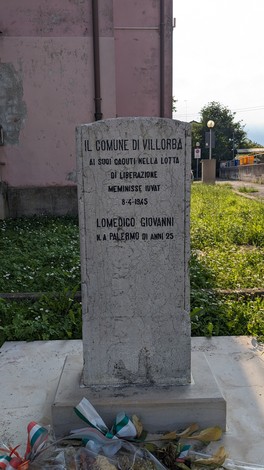 IL COMUNE DI VILLORBA
AI SUOI CADUTI NELLA LOTTA
DI LIBERAZIONE
MEMINISSE IUVAT
8-4-1945
LOMEDICO GIOVANNI
N.A PALERMO DI ANNI 25